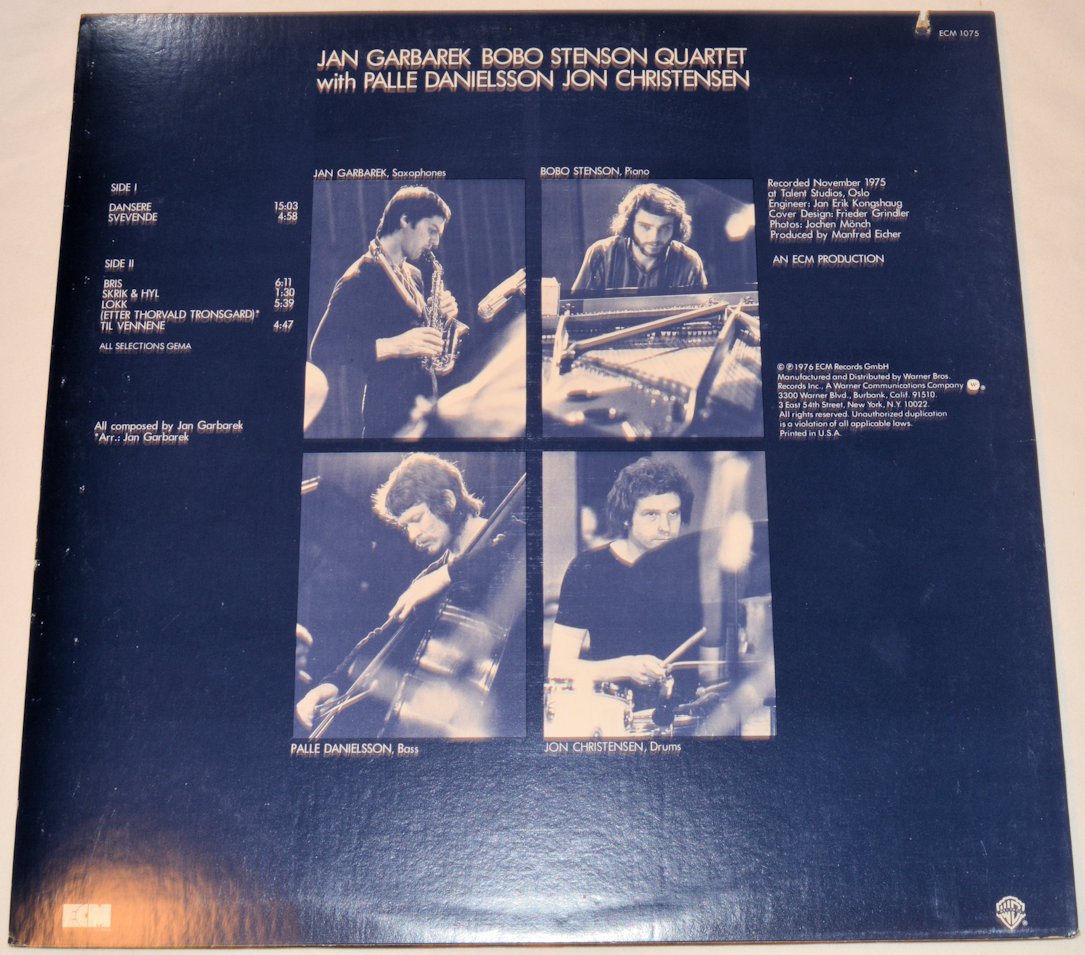 ECM 1075
JAN GARBAREK BOBO STENSON QUARTET
with PALLE DANIELSSON JON CHRISTENSEN
SIDE I
DANSERE 15:03
SVEVENDE 4:58
SIDE II
BRIS 6:11
SKRIK & HYL 1:30
LOKK 5:39
(ETTER THORVALD TRONSGARD)*
TIL VENNENE 4:47
ALL SELECTIONS GEMA
All composed by Jan Garbarek
*Arr.: Jan Garbarek
JAN GARBAREK, Saxophones
BOBO STENSON, Piano
PALLE DANIELSSON, Bass
JON CHRISTENSEN, Drums
Recorded November 1975
at Talent Studios, Oslo
Engineer: Jan Erik Kongshaug
Cover Design: Frieder Grindler
Photos: Jochen Mönch
Produced by Manfred Eicher
AN ECM PRODUCTION
© ℗ 1976 ECM Records GmbH
Manufactured and Distributed by Warner Bros.
Records Inc., A Warner Communications Company
3300 Warner Blvd., Burbank, Calif. 91510
3 East 54th Street, New York, N.Y. 10022
All rights reserved. Unauthorized duplication
is a violation of all applicable laws.
Printed in U.S.A.
ECM